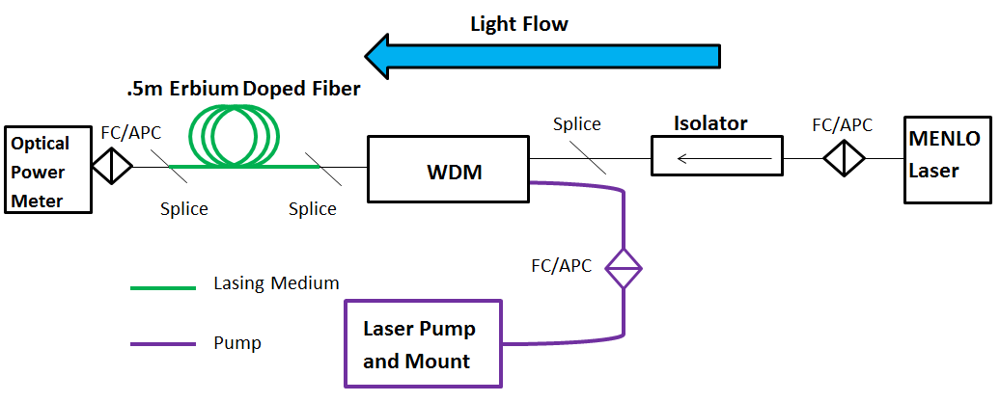 Light Flow
.5m Erbium Doped Fiber
FC/APC
Splice
Isolator
FC/APC
Optical
Power
Meter
WDM
MENLO
Laser
Splice
Splice
FC/APC
Lasing Medium
Laser Pump
and Mount
Pump